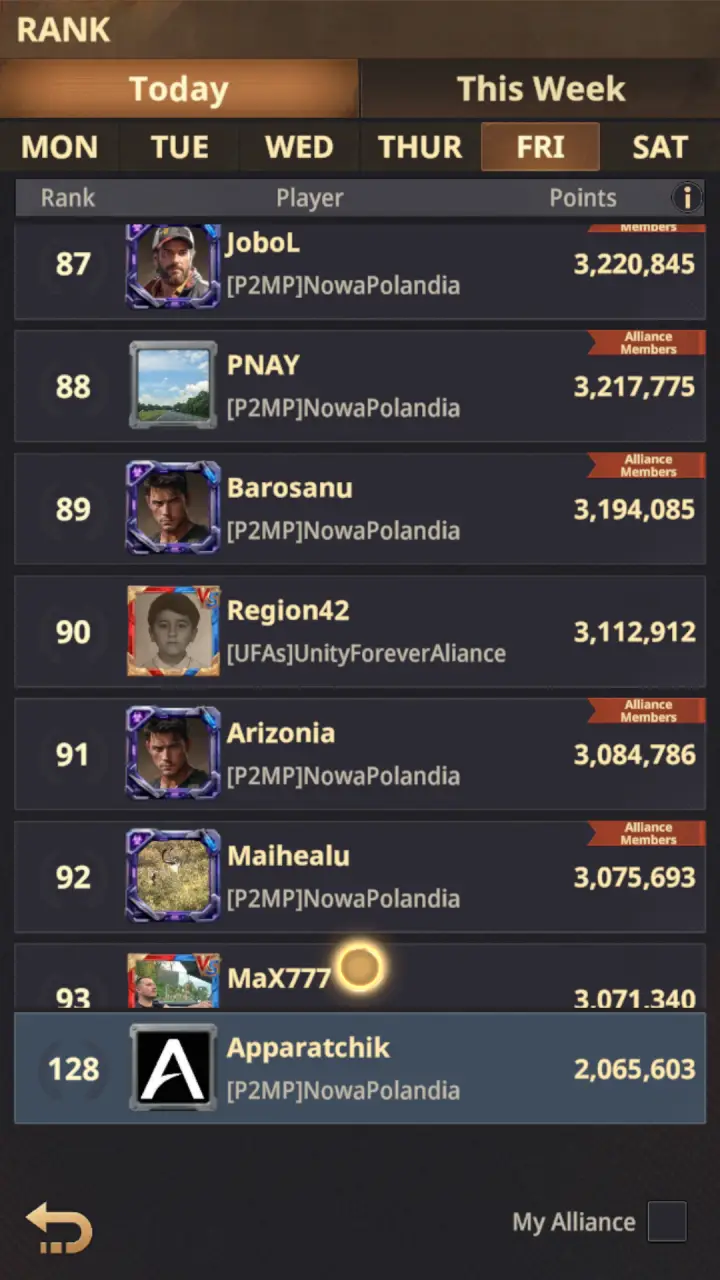 RANK
Today
This Week
MON
TUE
WED
THUR
FRI
SAT
Rank
Player
Points
i
87
JoboL
[P2MP]NowaPolandia
Members
3,220,845
88
PNAY
[P2MP]NowaPolandia
Alliance
Members
3,217,775
89
Barosanu
[P2MP]NowaPolandia
Alliance
Members
3,194,085
90
VS
Region42
[UFAs]UnityForeverAliance
3,112,912
91
Arizonia
[P2MP]NowaPolandia
Alliance
Members
3,084,786
92
Maihealu
[P2MP]NowaPolandia
Alliance
Members
3,075,693
93
VS
MaX777
3,071,340
128
A
Apparatchik
[P2MP]NowaPolandia
2,065,603
My Alliance